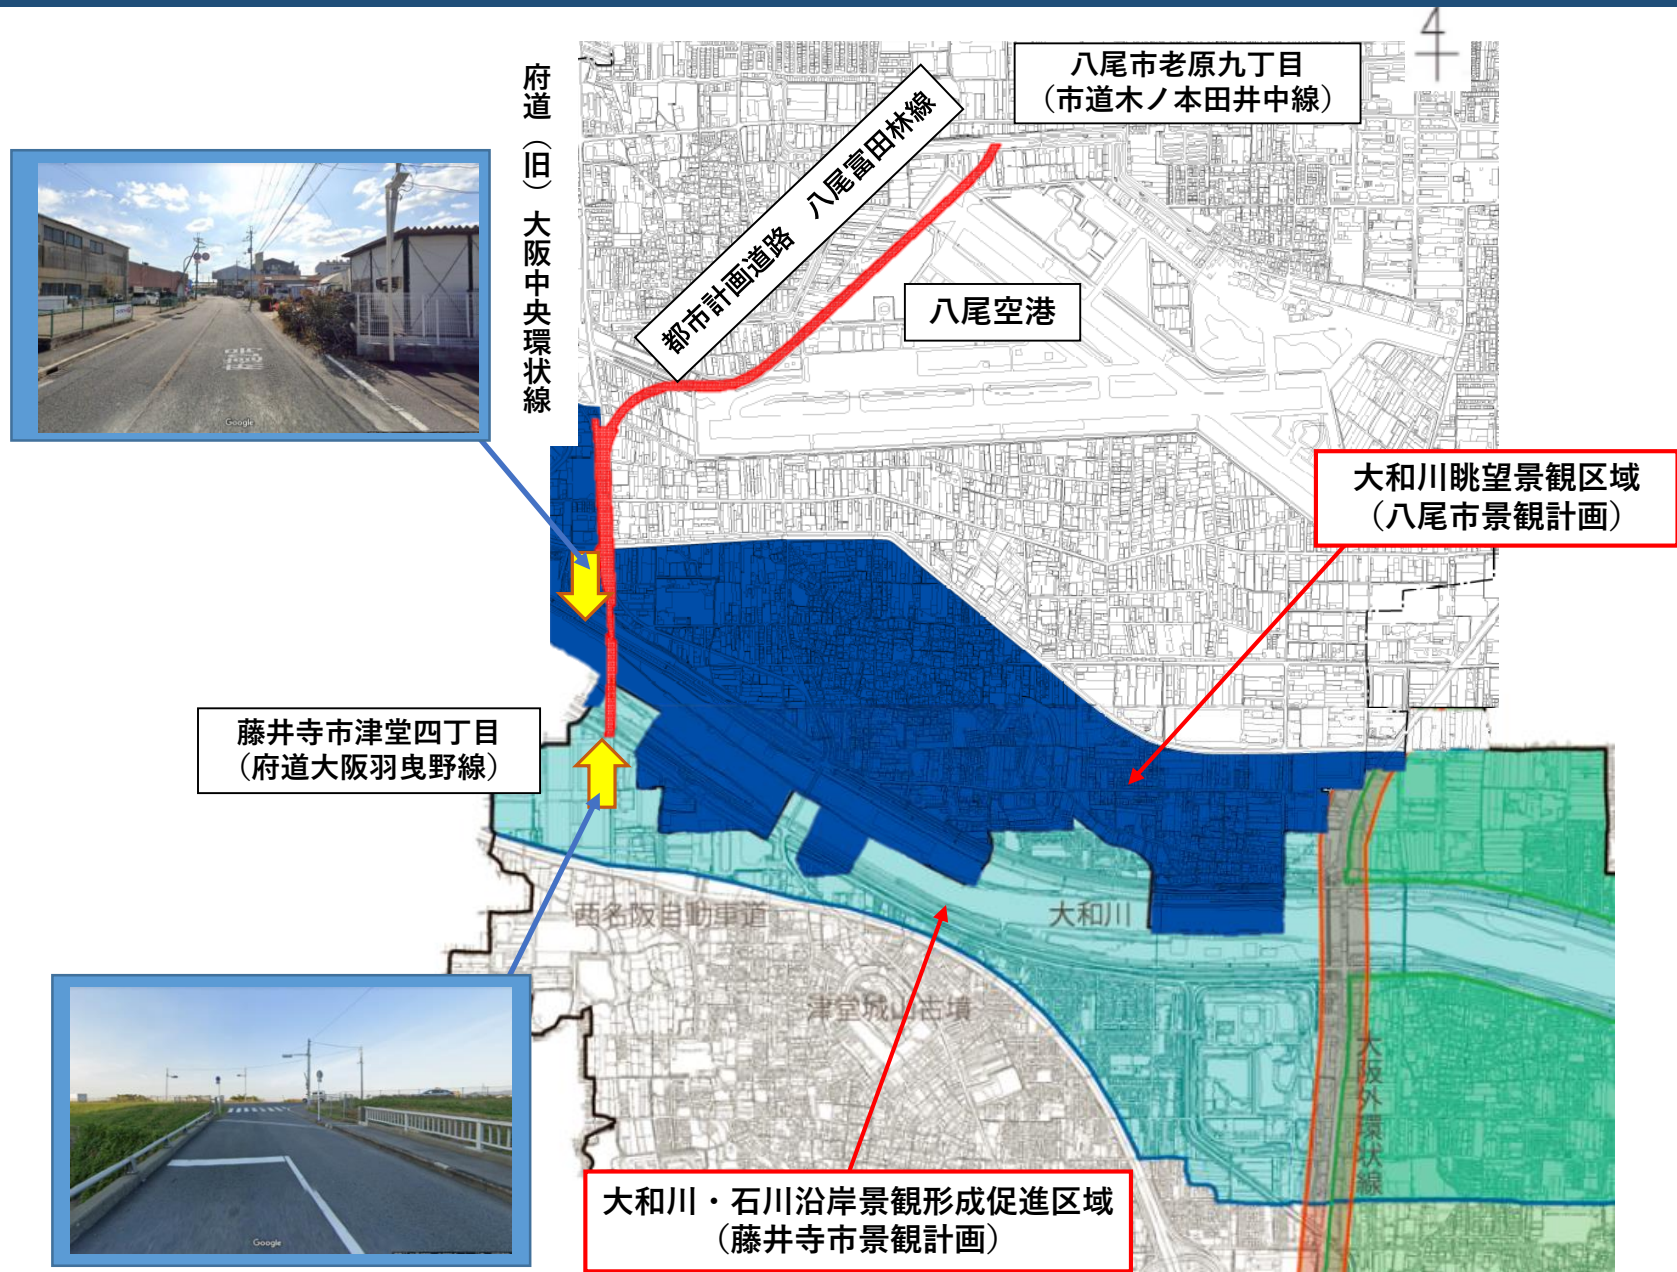 八尾市老原九丁目
（市道木ノ本田井中線）
府道（旧）大阪中央環状線
都市計画道路　八尾富田林線
八尾空港
大和川眺望景観区域
（八尾市景観計画）
藤井寺市津堂四丁目
（府道大阪羽曳野線）
西名阪自動車道
大和川
津堂城山古墳
大阪外環状線
大和川・石川沿岸景観形成促進区域
（藤井寺市景観計画）
Google
Google